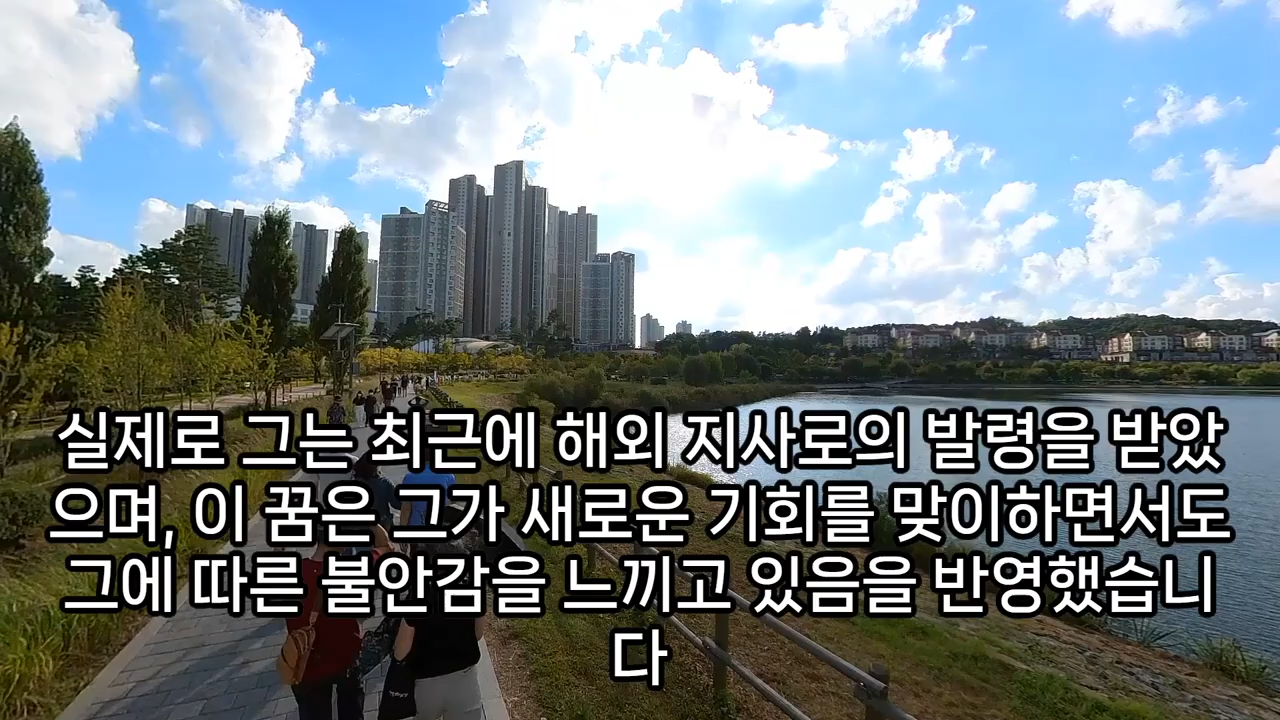 실제로 그는 최근에 해외 지사로의 발령을 받았
으며, 이 꿈은 그가 새로운 기회를 맞이하면서도
그에 따른 불안감을 느끼고 있음을 반영했습니
다